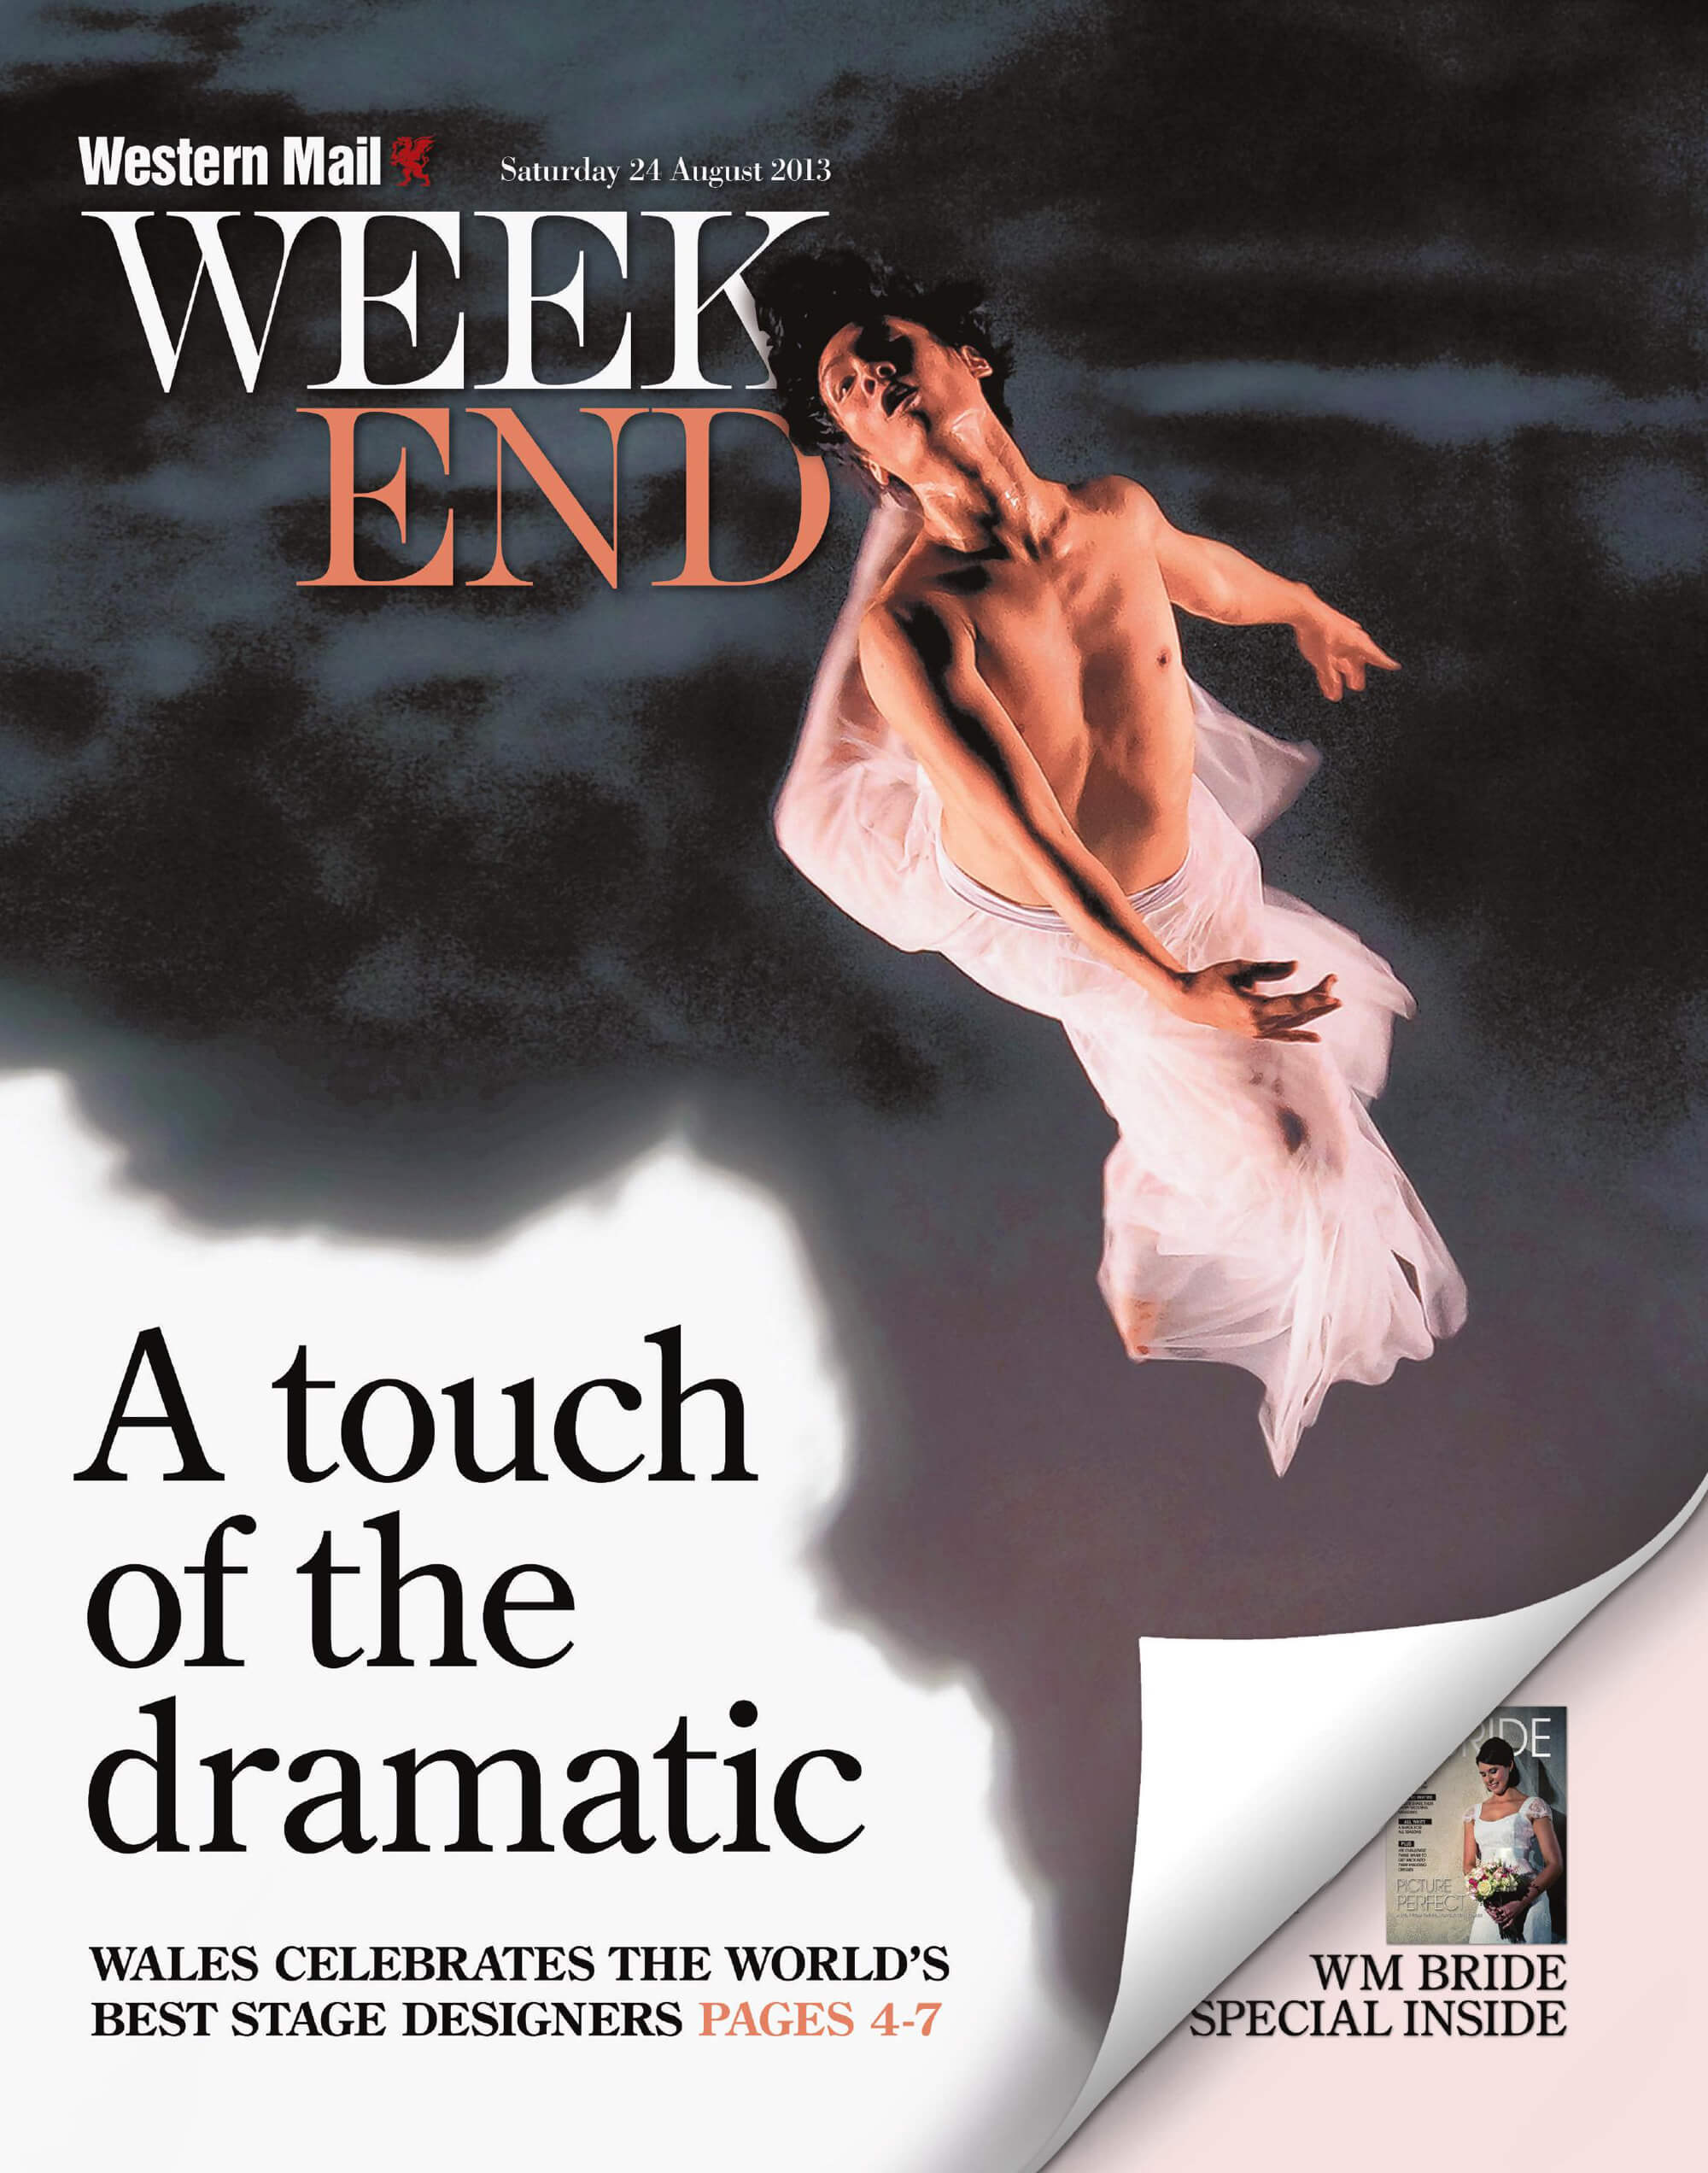 Western Mail
Saturday 24 August 2013
WEEK
END
A touch
of the
dramatic
WALES CELEBRATES THE WORLD'S
BEST STAGE DESIGNERS PAGES 4-7
PICTURE
PERFECT
WM BRIDE
SPECIAL INSIDE